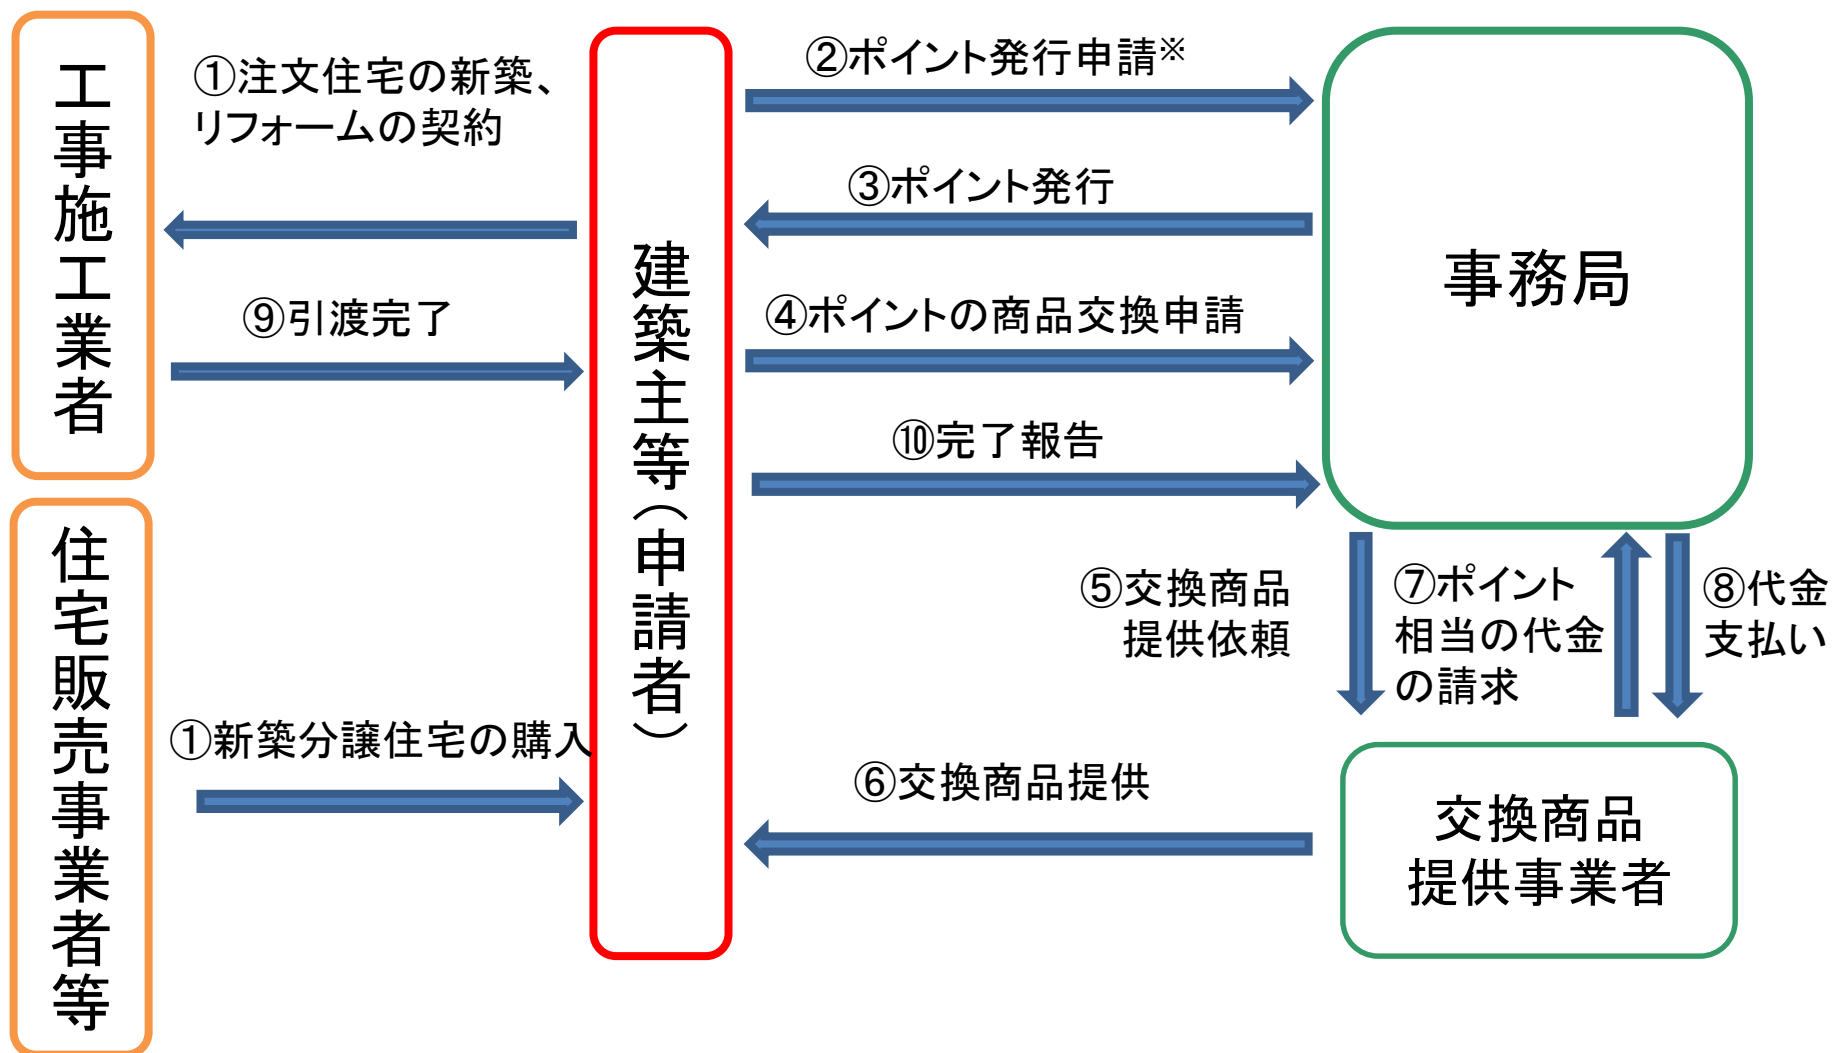 工事施工業者
①注文住宅の新築、
リフォームの契約
⑨引渡完了
住宅販売事業者等
①新築分譲住宅の購入
建築主等（申請者）
②ポイント発行申請※
③ポイント発行
④ポイントの商品交換申請
⑩完了報告
事務局
⑤交換商品
提供依頼
⑦ポイント
相当の代金
の請求
⑧代金
支払い
⑥交換商品提供
交換商品
提供事業者